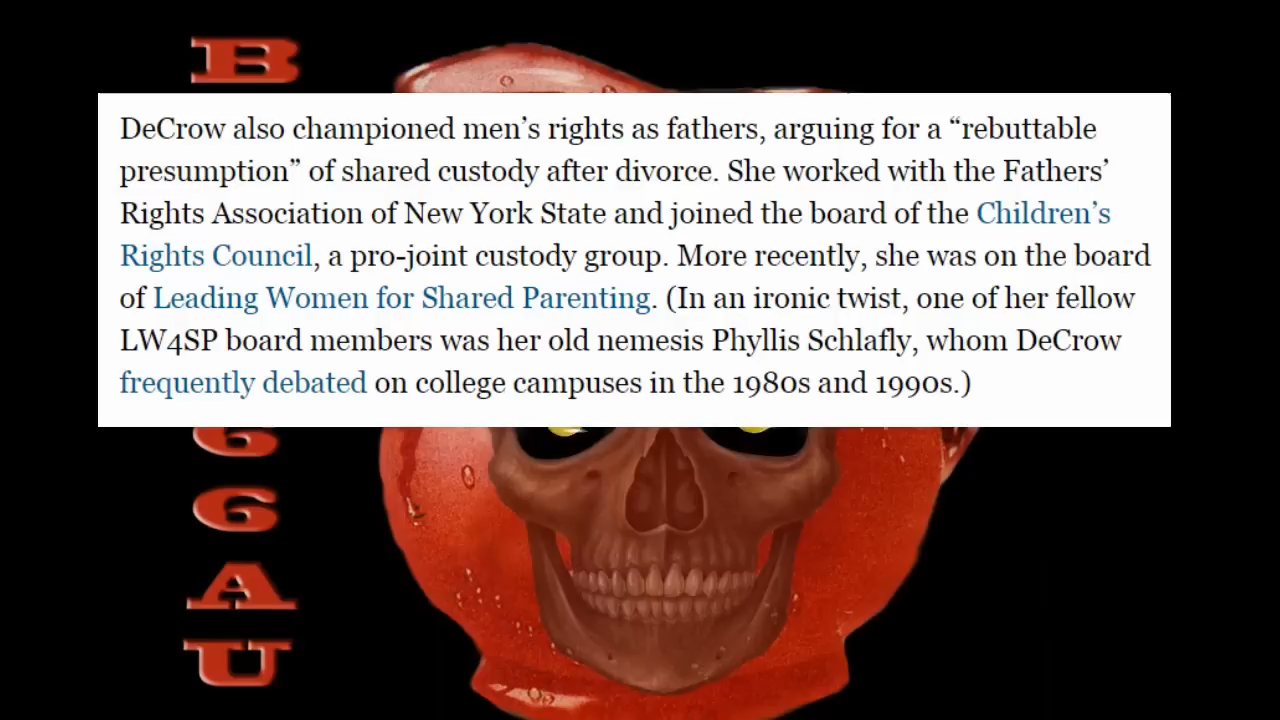 B
DeCrow also championed men’s rights as fathers, arguing for a “rebuttable
presumption” of shared custody after divorce. She worked with the Fathers’
Rights Association of New York State and joined the board of the Children’s
Rights Council, a pro-joint custody group. More recently, she was on the board
of Leading Women for Shared Parenting. (In an ironic twist, one of her fellow
LW4SP board members was her old nemesis Phyllis Schlafly, whom DeCrow
frequently debated on college campuses in the 1980s and 1990s.)
6
6
A
U